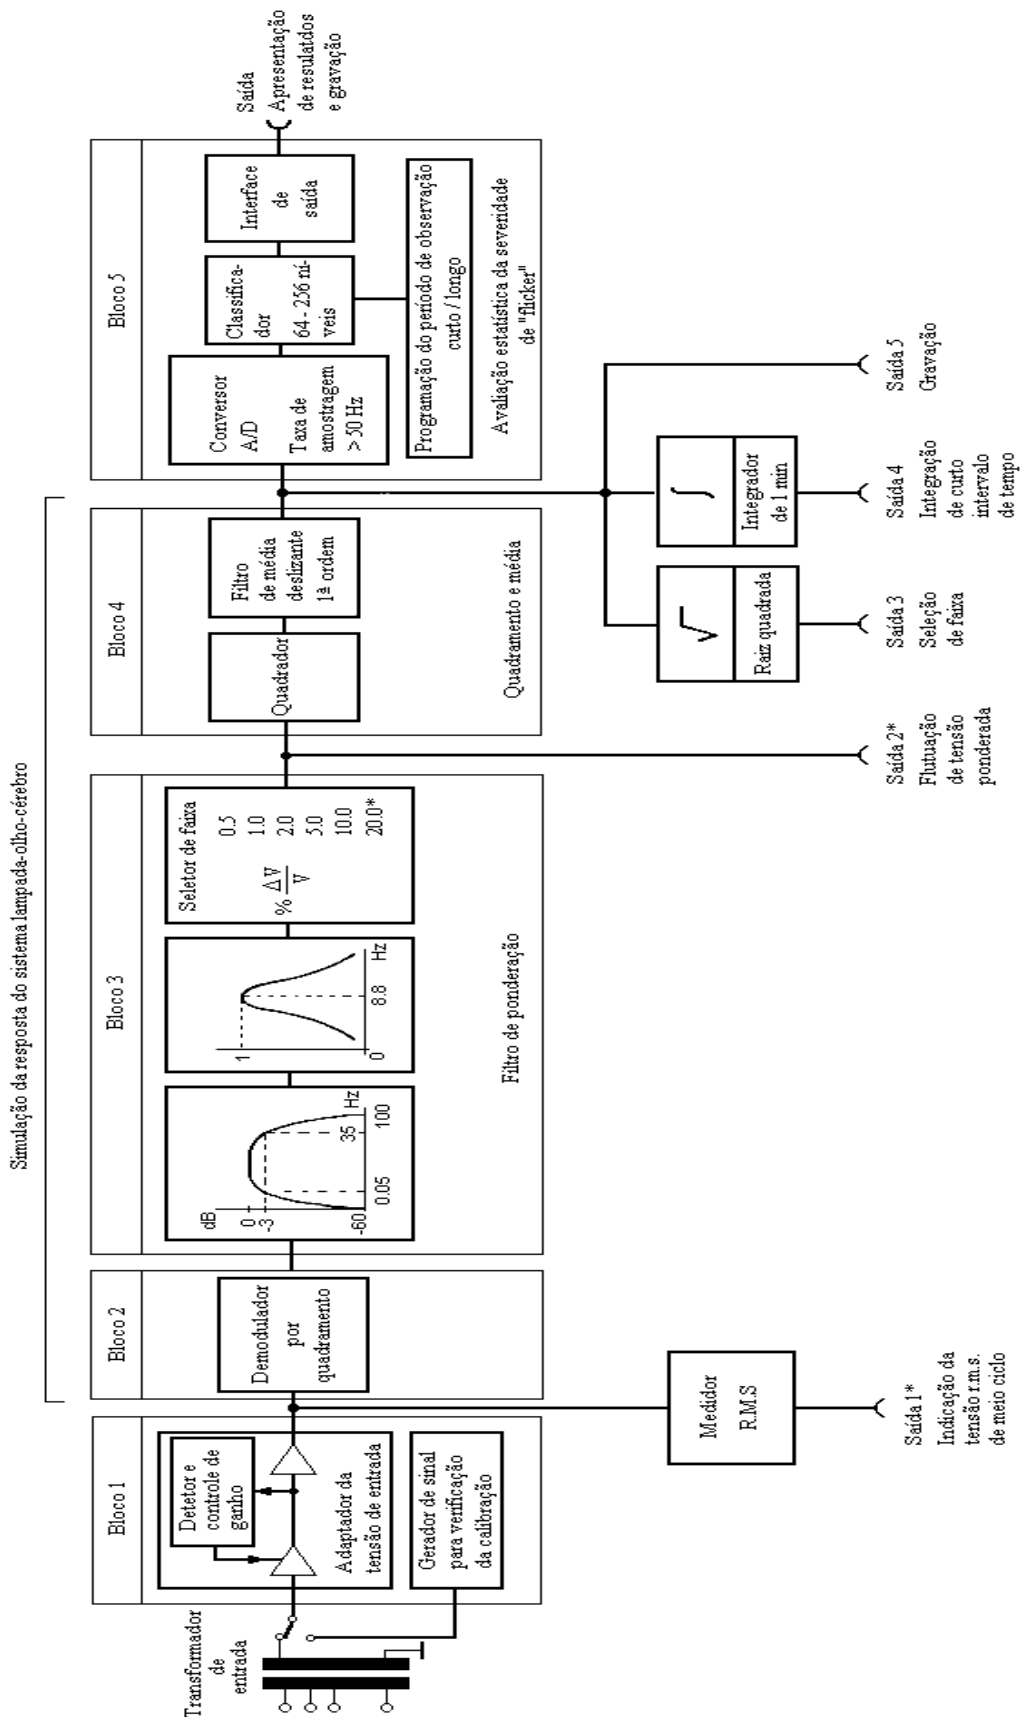 Simulação da resposta do sistema lampada-olho-cérebro
Transformador
de
entrada
Bloco 1
Detetor e
controle de
ganho
Adaptador da
tensão de entrada
Gerador de sinal
para verificação
da calibração
Bloco 2
Demodulador
por
quadramento
Medidor
R.M.S
Saída 1*
Indicação da
tensão r.m.s.
de meio ciclo
Bloco 3
dB
0
-3
-60
0.05
35
100
Hz
1
0
8.8
Hz
Seletor de faixa
% ΔV
V
0.5
1.0
2.0
5.0
10.0
20.0*
Filtro de ponderação
Saída 2*
Flutuação
de tensão
ponderada
Bloco 4
Quadrador
Filtro
de média
deslizante
1ª ordem
Quadramento e média
√
Raiz quadrada
Saída 3
Seleção
de faixa
∫
Integrador
de 1 min
Saída 4
Integração
de curto
intervalo
de tempo
Saída 5
Gravação
Bloco 5
Conversor
A/D
Taxa de
amostragem
> 50 Hz
Classifica-
dor
64 - 256 ní-
veis
Interface
de
saída
Programação do período de observação
curto / longo
Avaliação estatística da severidade
de "flicker"
Saída
Apresentação
de resulatdos
e gravação